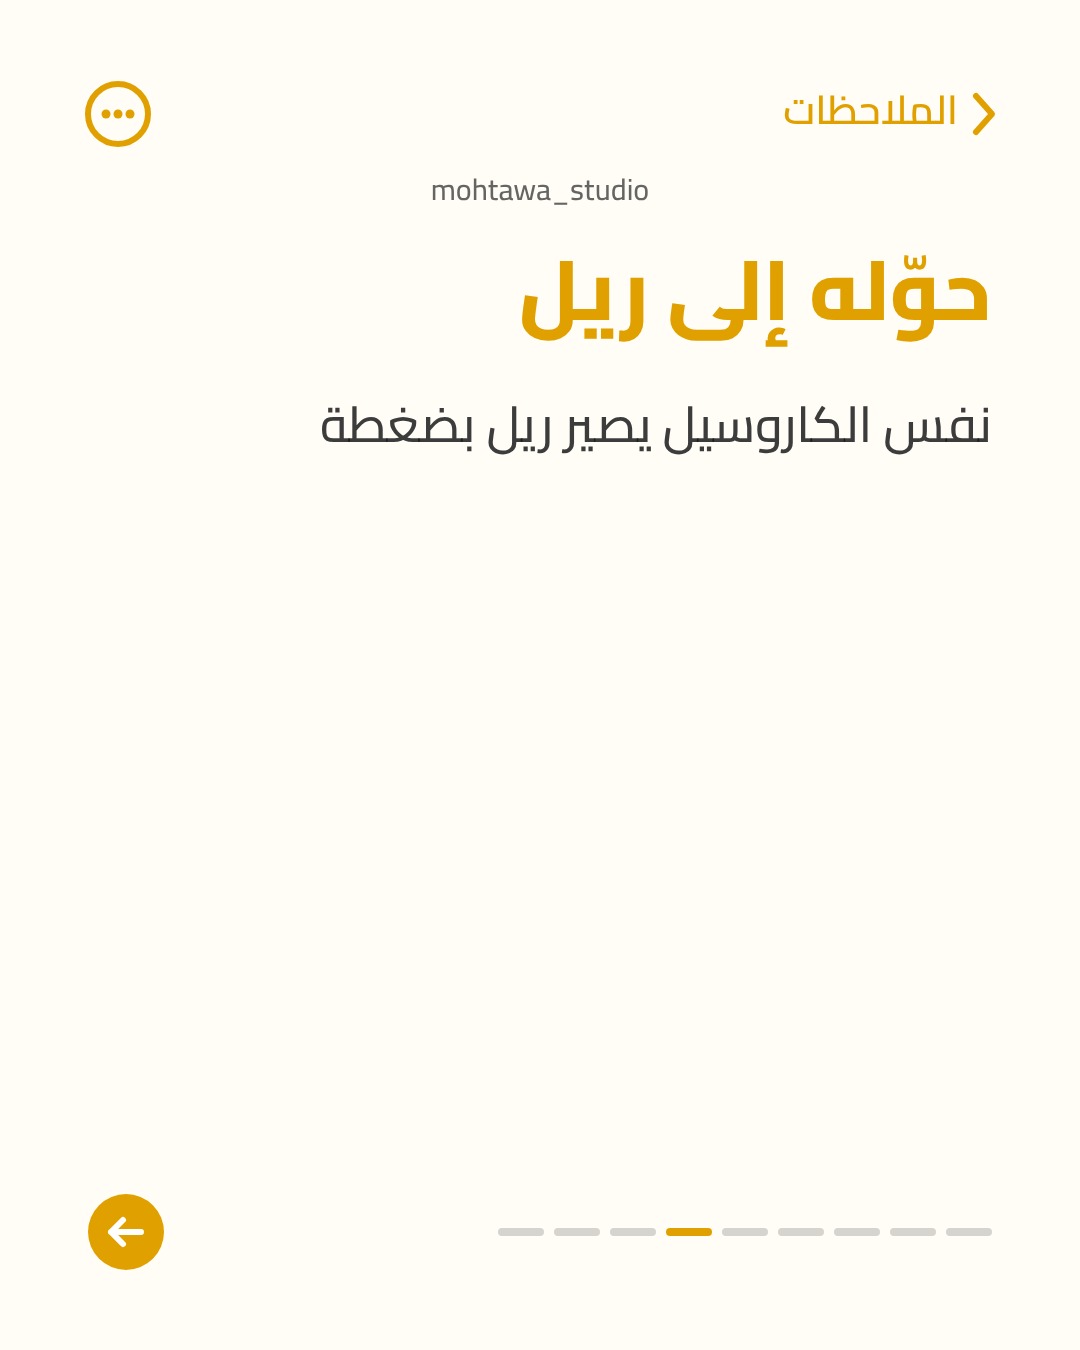 الملاحظات
mohtawa_studio
حوّله إلى ريل
نفس الكاروسيل يصير ريل بضغطة